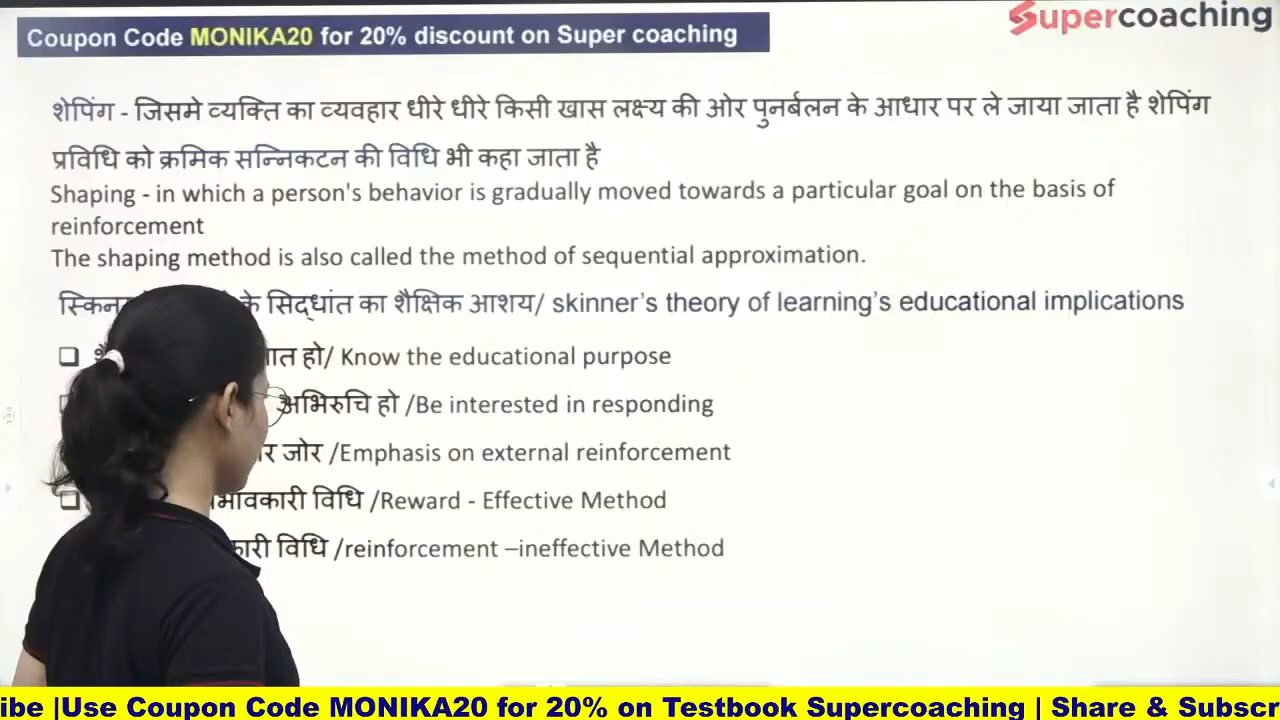 Coupon Code MONIKA20 for 20% discount on Super coaching
Supercoaching
शेपिंग - जिसमे व्यक्ति का व्यवहार धीरे धीरे किसी खास लक्ष्य की ओर पुनर्बलन के आधार पर ले जाया जाता है शेपिंग
प्रविधि को क्रमिक सन्निकटन की विधि भी कहा जाता है
Shaping - in which a person's behavior is gradually moved towards a particular goal on the basis of
reinforcement
The shaping method is also called the method of sequential approximation.
के सिद्धांत का शैक्षिक आशय/ skinner's theory of learning's educational implications
हो/ Know the educational purpose
अभिरुचि हो /Be interested in responding
जोर /Emphasis on external reinforcement
विधि /Reward - Effective Method
विधि /reinforcement –ineffective Method
|Use Coupon Code MONIKA20 for 20% on Testbook Supercoaching | Share &